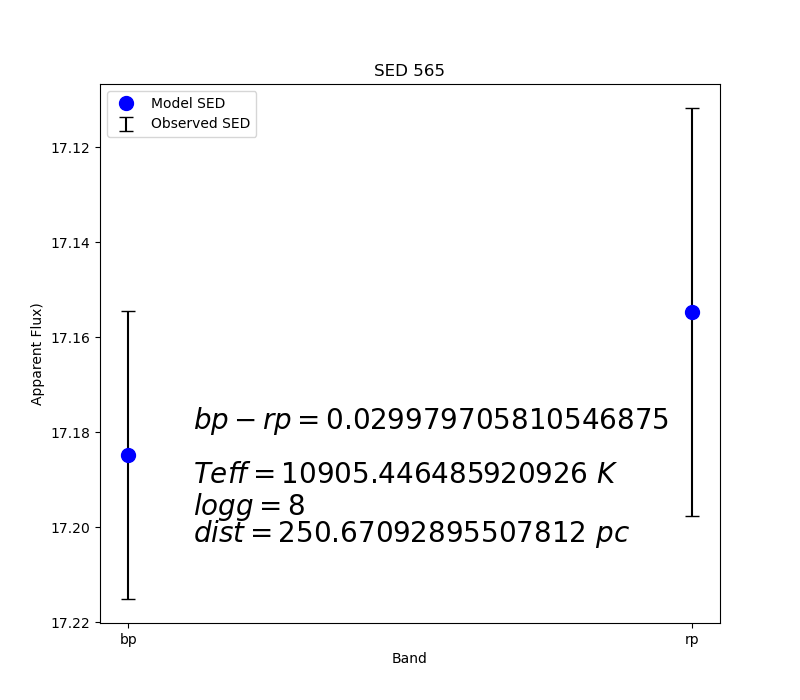 SED 565
Model SED
Observed SED
17.12
17.14
17.16
17.18
17.20
17.22
Apparent Flux)
bp − rp = 0.029979705810546875
Teff = 10905.446485920926 K
logg = 8
dist = 250.67092895507812 pc
bp
rp
Band